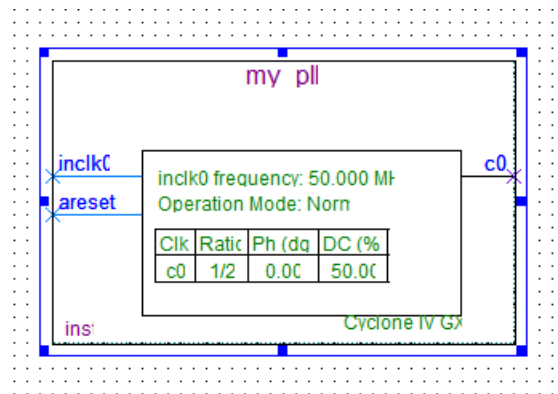 my_pll
inclk0
c0
areset
inclk0 frequency: 50.000 MH
Operation Mode: Norm
Clk Ratio Ph (dg DC (%
c0 1/2 0.00 50.00
inst
Cyclone IV GX